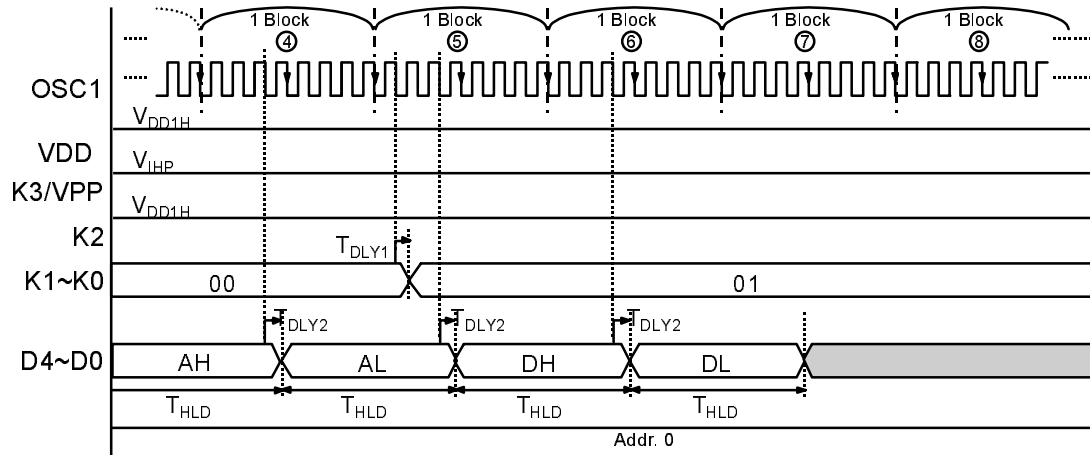 1 Block 1 Block 1 Block 1 Block 1 Block
④ ⑤ ⑥ ⑦ ⑧
OSC1
VDD1H
VDD
VIHP
K3/VPP
VDD1H
K2
TDLY1
K1~K0
00 01
TDLY2 TDLY2 TDLY2
D4~D0
AH AL DH DL
THLD THLD THLD THLD
Addr. 0